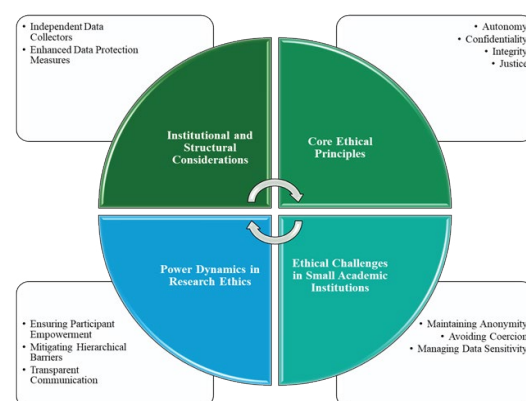 • Independent Data
Collectors
• Enhanced Data Protection
Measures
• Autonomy
• Confidentiality
• Integrity
• Justice
Institutional and
Structural
Considerations
Core Ethical
Principles
Power Dynamics in
Research Ethics
Ethical Challenges
in Small Academic
Institutions
• Ensuring Participant
Empowerment
• Mitigating Hierarchical
Barriers
• Transparent
Communication
• Maintaining Anonymity
• Avoiding Coercion
• Managing Data Sensitivity